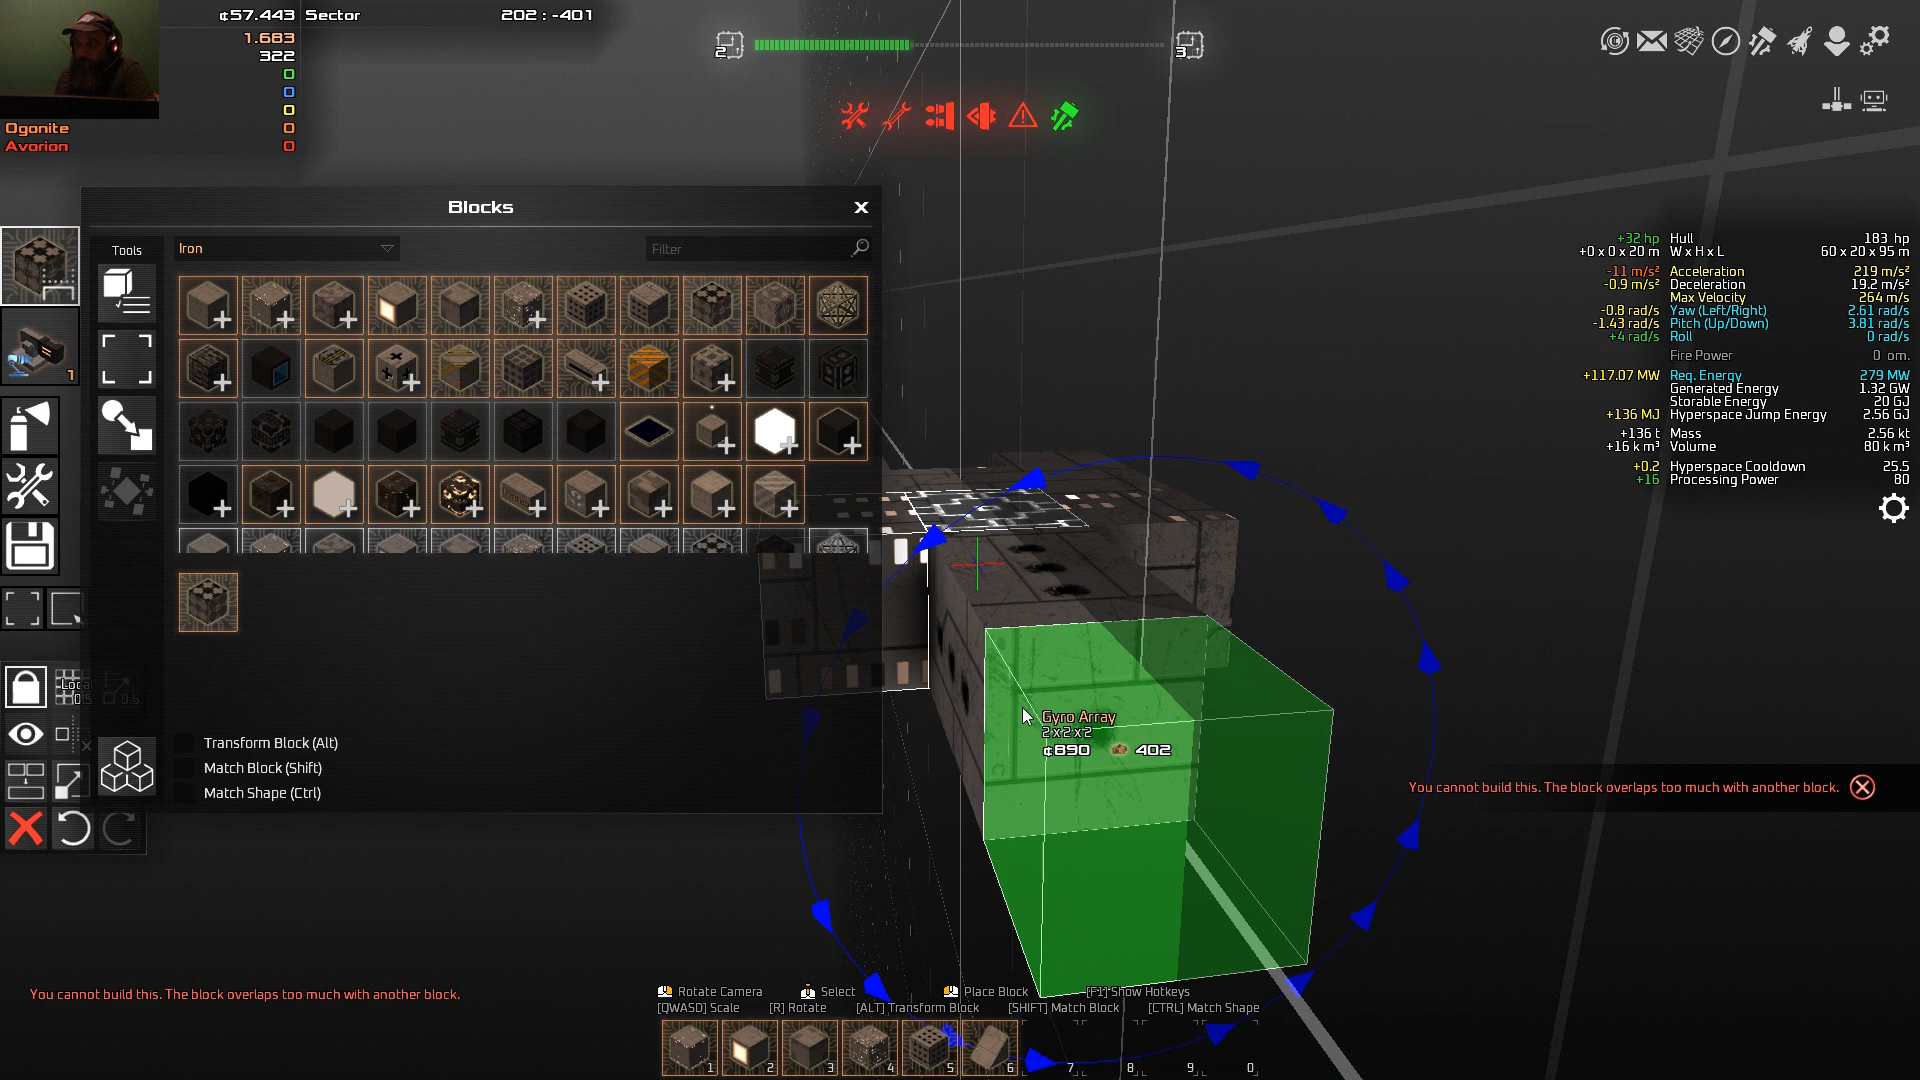 ¢57.443 Sector 202 : -401
1.683
322
0
0
0
Ogonite 0
Avorion 0
2 3
Blocks
Tools
Iron
Filter
1
Transform Block (Alt)
Match Block (Shift)
Match Shape (Ctrl)
+32 hp Hull 183 hp
+0 x 0 x 20 m W x H x L 60 x 20 x 95 m
-11 m/s² Acceleration 219 m/s²
-0.9 m/s² Deceleration 19.2 m/s²
Max Velocity 264 m/s
-0.8 rad/s Yaw (Left/Right) 2.61 rad/s
-1.43 rad/s Pitch (Up/Down) 3.81 rad/s
+4 rad/s Roll 0 rad/s
Fire Power 0 om.
+117.07 MW Req. Energy 279 MW
Generated Energy 1.32 GW
Storable Energy 20 GJ
+136 MJ Hyperspace Jump Energy 2.56 GJ
+136 t Mass 2.56 kt
+16 k m³ Volume 80 k m³
+0.2 Hyperspace Cooldown 25.5
+16 Processing Power 80
Gyro Array
2 x 2 x 2
¢890 402
You cannot build this. The block overlaps too much with another block.
You cannot build this. The block overlaps too much with another block.
Rotate Camera Select Place Block [F1] Show Hotkeys
[QWASD] Scale [R] Rotate [ALT] Transform Block [SHIFT] Match Block [CTRL] Match Shape
1 2 3 4 5 6 7 8 9 0